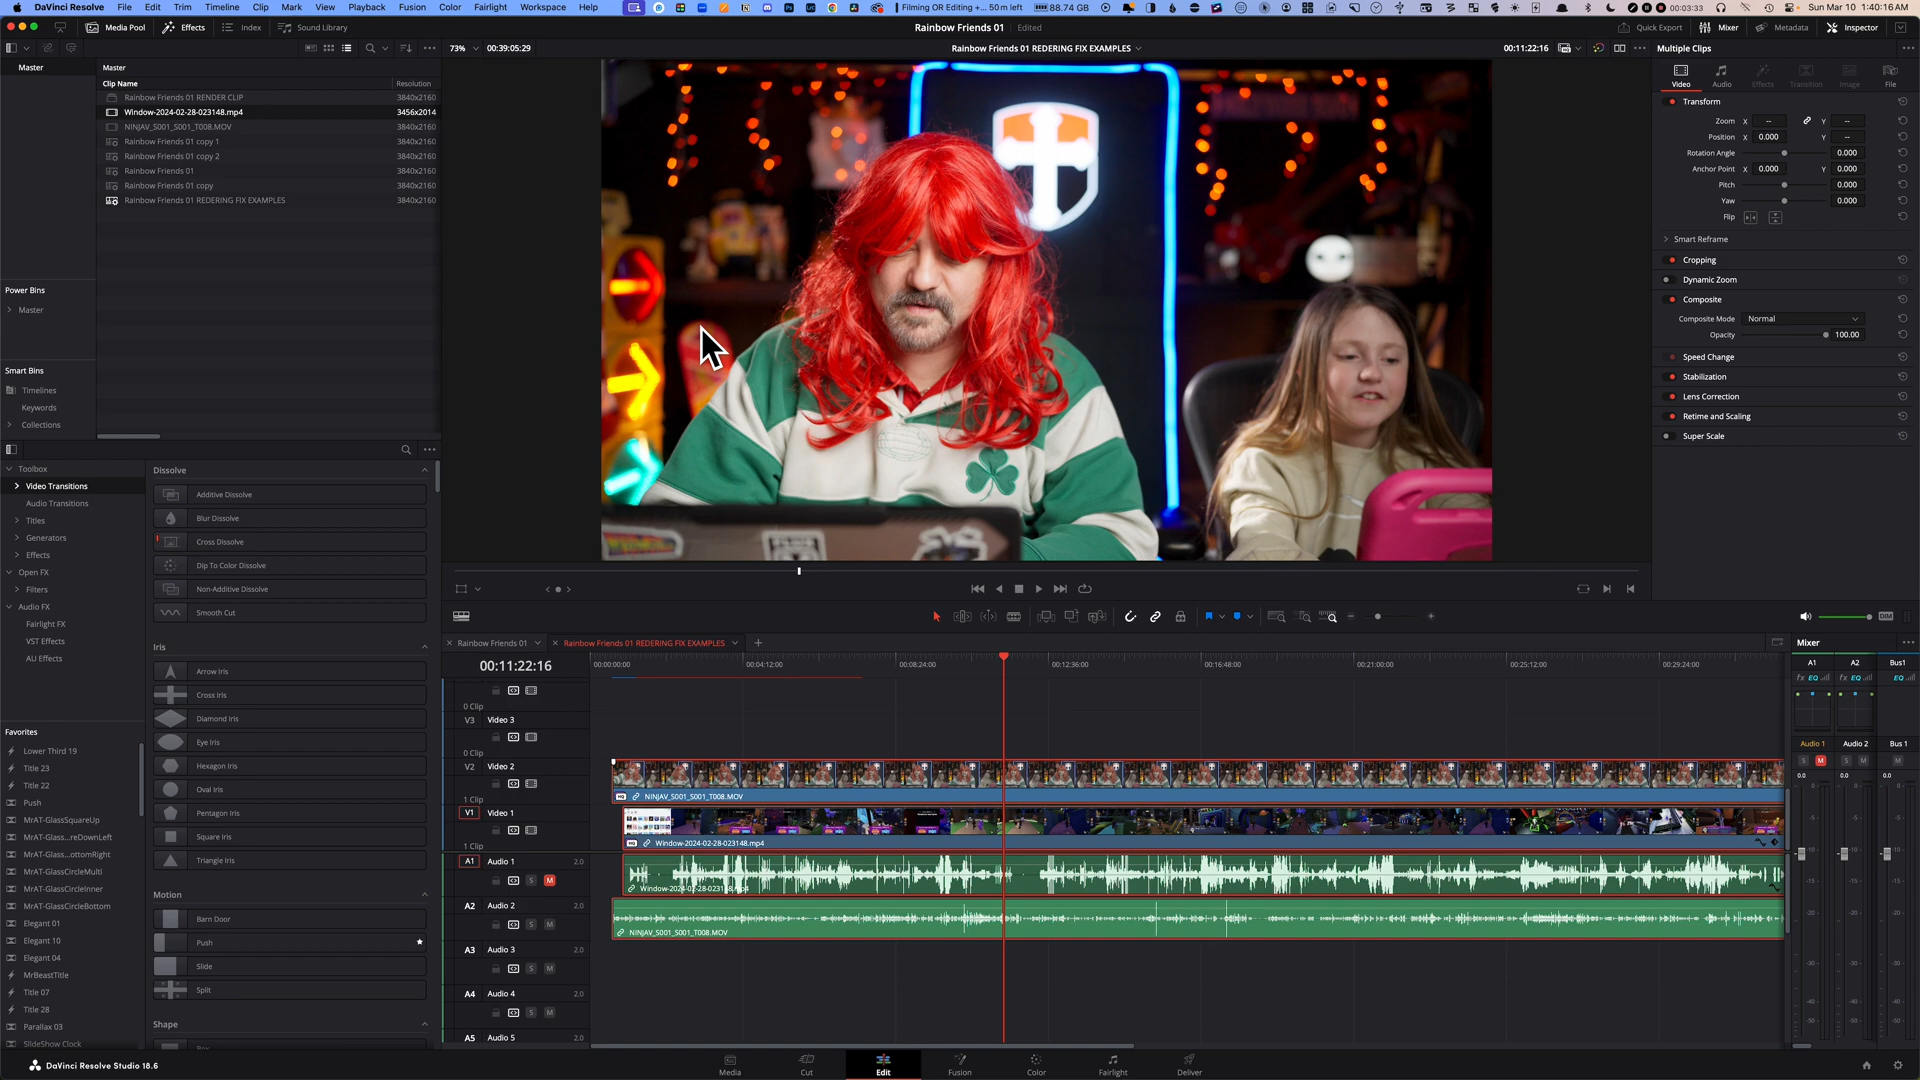 DaVinci Resolve File Edit Trim Timeline Clip Mark View Playback Fusion Color Fairlight Workspace Help
Filming OR Editing +... 50 m left 88.74 GB 00:03:33 Sun Mar 10 1:40:16 AM
Media Pool Effects Index Sound Library Rainbow Friends 01 Edited Quick Export Mixer Metadata Inspector
73% 00:39:05:29 Rainbow Friends 01 REDERING FIX EXAMPLES 00:11:22:16 Multiple Clips
Master Master
Clip Name Resolution
Rainbow Friends 01 RENDER CLIP 3840x2160
Window-2024-02-28-023148.mp4 3456x2014
NINJAV_S001_S001_T008.MOV 3840x2160
Rainbow Friends 01 copy 1 3840x2160
Rainbow Friends 01 copy 2 3840x2160
Rainbow Friends 01 3840x2160
Rainbow Friends 01 copy 3840x2160
Rainbow Friends 01 REDERING FIX EXAMPLES 3840x2160
Power Bins
Master
Smart Bins
Timelines
Keywords
Collections
Video Audio Effects Transition Image File
Transform
Zoom X -- Y --
Position X 0.000 Y --
Rotation Angle 0.000
Anchor Point X 0.000 Y 0.000
Pitch 0.000
Yaw 0.000
Flip
Smart Reframe
Cropping
Dynamic Zoom
Composite
Composite Mode Normal
Opacity 100.00
Speed Change
Stabilization
Lens Correction
Retime and Scaling
Super Scale
Toolbox
Video Transitions
Audio Transitions
Titles
Generators
Effects
Open FX
Filters
Audio FX
Fairlight FX
VST Effects
AU Effects
Favorites
Lower Third 19
Title 23
Title 22
Push
MrAT-GlassSquareUp
MrAT-Glass...reDownLeft
MrAT-Glass...ottomRight
MrAT-GlassCircleMulti
MrAT-GlassCircleInner
MrAT-GlassCircleBottom
Elegant 01
Elegant 10
Elegant 04
MrBeastTitle
Title 07
Title 28
Parallax 03
SlideShow Clock
Dissolve
Additive Dissolve
Blur Dissolve
Cross Dissolve
Dip To Color Dissolve
Non-Additive Dissolve
Smooth Cut
Iris
Arrow Iris
Cross Iris
Diamond Iris
Eye Iris
Hexagon Iris
Oval Iris
Pentagon Iris
Square Iris
Triangle Iris
Motion
Barn Door
Push
Slide
Split
Shape
DIM
Rainbow Friends 01 Rainbow Friends 01 REDERING FIX EXAMPLES
00:11:22:16 00:00:00:00 00:04:12:00 00:08:24:00 00:12:36:00 00:16:48:00 00:21:00:00 00:25:12:00 00:29:24:00
0 Clip
V3 Video 3
0 Clip
V2 Video 2
1 Clip
NINJAV_S001_S001_T008.MOV
V1 Video 1
1 Clip
Window-2024-02-28-023148.mp4
A1 Audio 1 2.0
S M
Window-2024-02-28-023148.mp4
A2 Audio 2 2.0
S M
NINJAV_S001_S001_T008.MOV
A3 Audio 3 2.0
S M
A4 Audio 4 2.0
S M
A5 Audio 5 2.0
Mixer
A1 A2 Bus1
fx EQ fx EQ EQ
Audio 1 Audio 2 Bus 1
S M S M M
0.0 0.0 0.0
DaVinci Resolve Studio 18.6
Media Cut Edit Fusion Color Fairlight Deliver